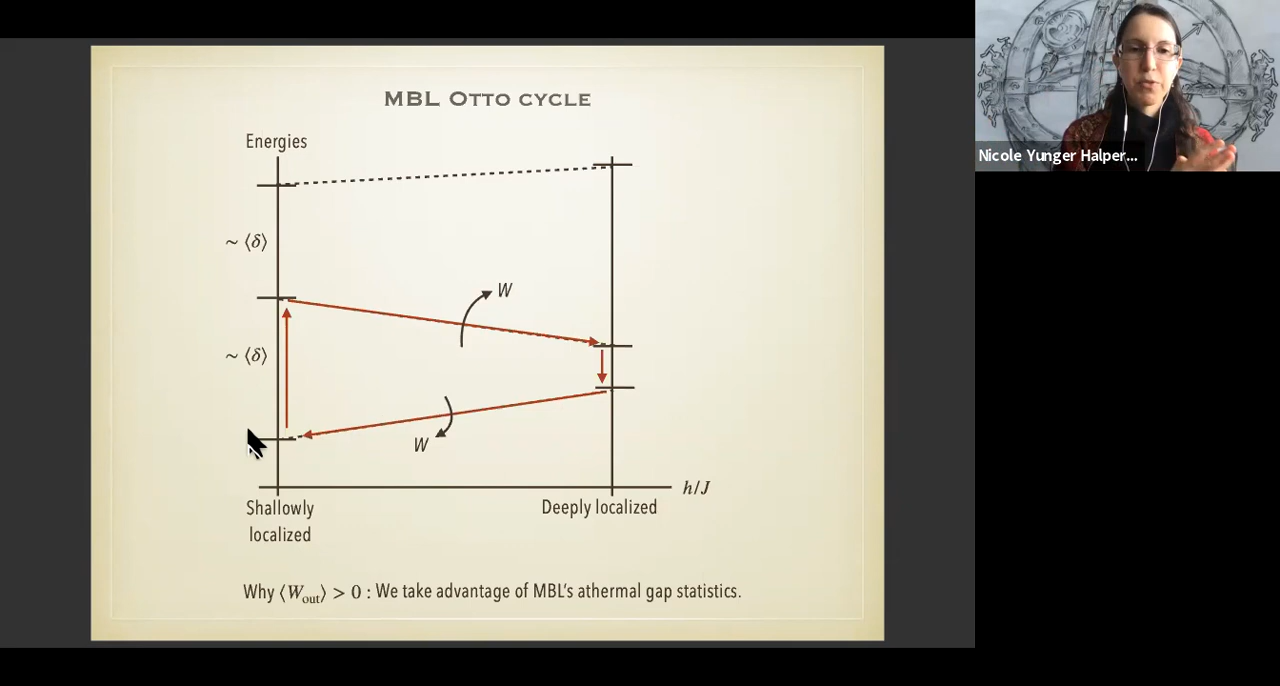 MBL OTTO CYCLE
Energies
~ ⟨δ⟩
W
~ ⟨δ⟩
W
h/J
Shallowly
localized
Deeply localized
Why ⟨Wout⟩ > 0 : We take advantage of MBL's athermal gap statistics.
Nicole Yunger Halper...